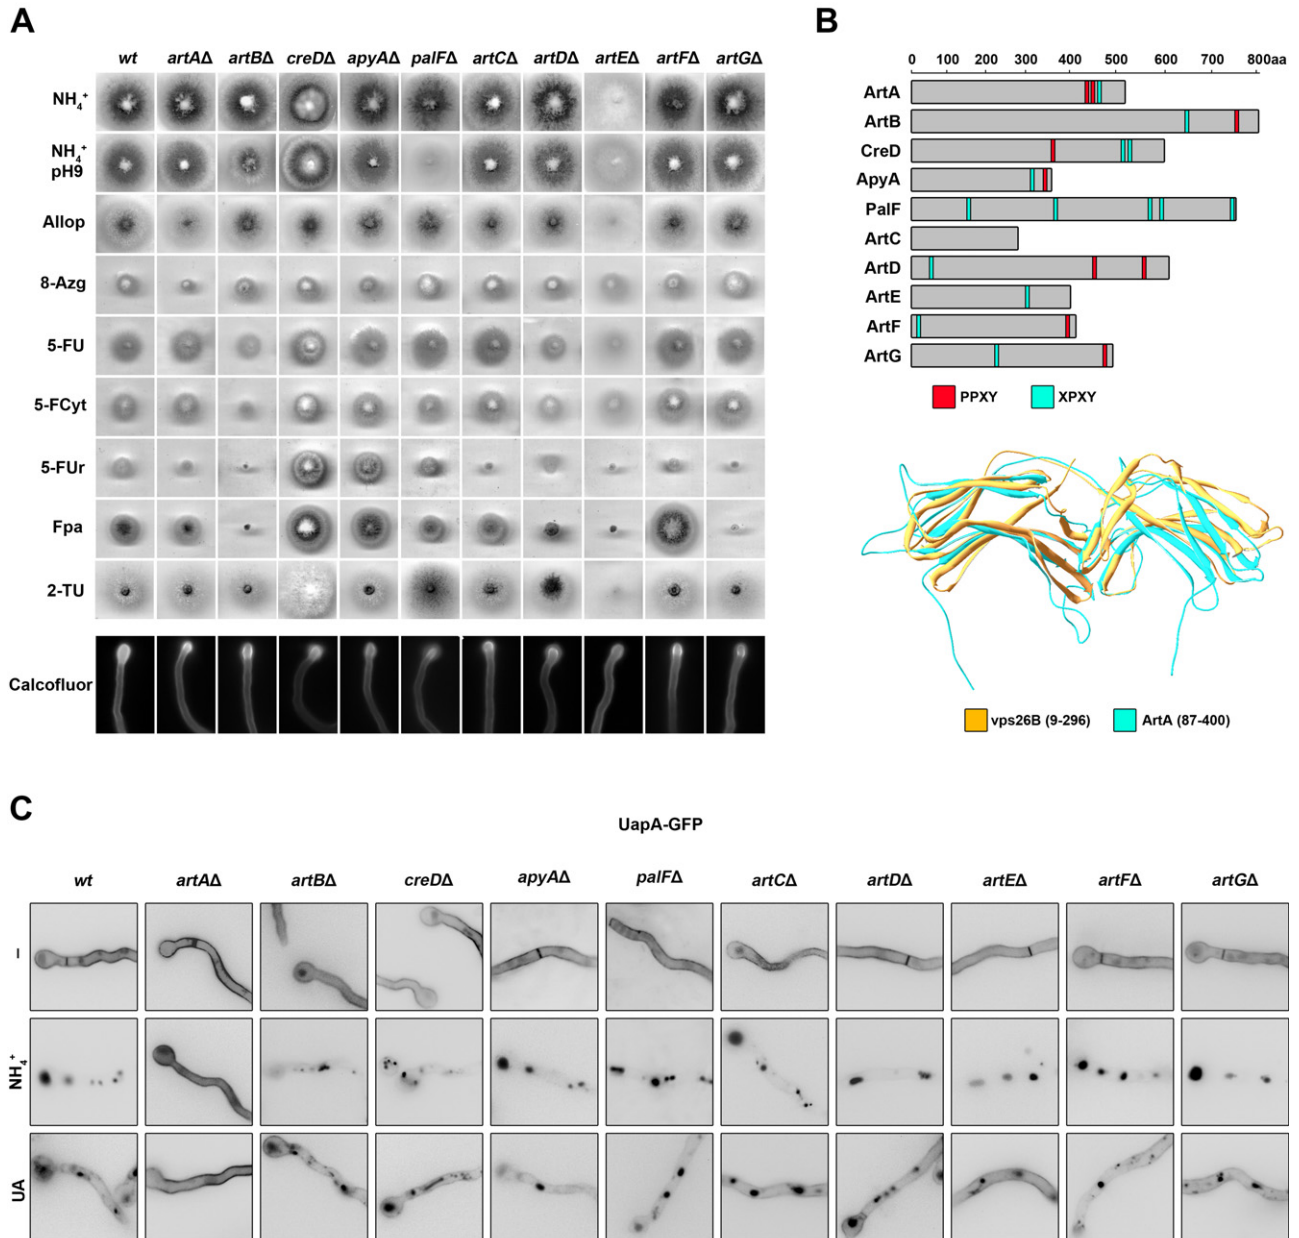 A
wt artAΔ artBΔ creDΔ apyAΔ palFΔ artCΔ artDΔ artEΔ artFΔ artGΔ
NH4+
NH4+
pH9
Allop
8-Azg
5-FU
5-FCyt
5-FUr
Fpa
2-TU
Calcofluor
B
0 100 200 300 400 500 600 700 800aa
ArtA
ArtB
CreD
ApyA
PalF
ArtC
ArtD
ArtE
ArtF
ArtG
PPXY XPXY
vps26B (9-296) ArtA (87-400)
C
UapA-GFP
wt artAΔ artBΔ creDΔ apyAΔ palFΔ artCΔ artDΔ artEΔ artFΔ artGΔ
–
NH4+
UA